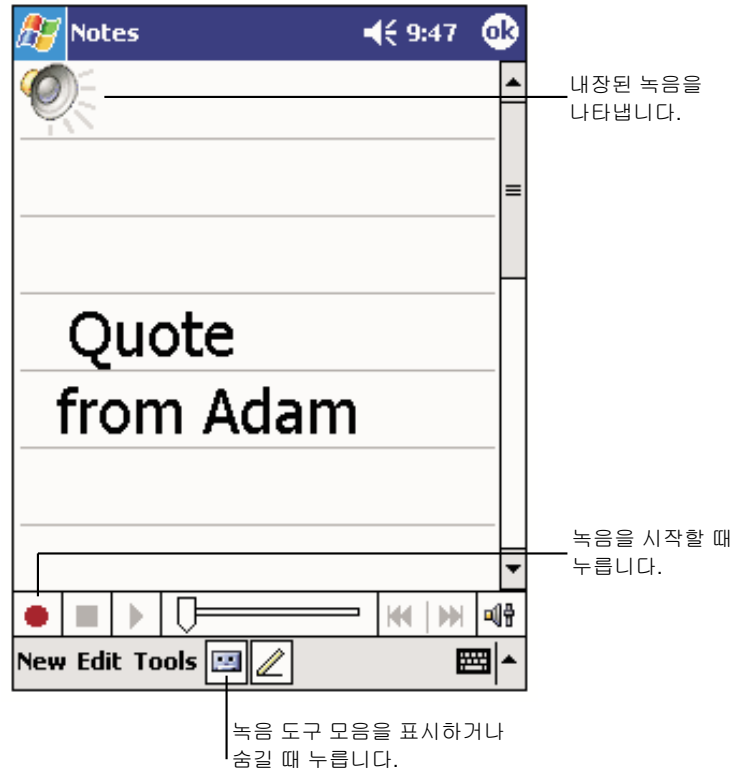 Notes 9:47 ok
내장된 녹음을
나타냅니다.
Quote
from Adam
녹음을 시작할 때
누릅니다.
New Edit Tools
녹음 도구 모음을 표시하거나
숨길 때 누릅니다.